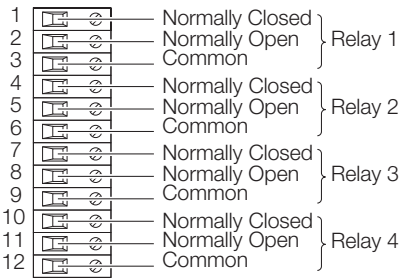 1 Normally Closed
2 Normally Open Relay 1
3 Common
4 Normally Closed
5 Normally Open Relay 2
6 Common
7 Normally Closed
8 Normally Open Relay 3
9 Common
10 Normally Closed
11 Normally Open Relay 4
12 Common